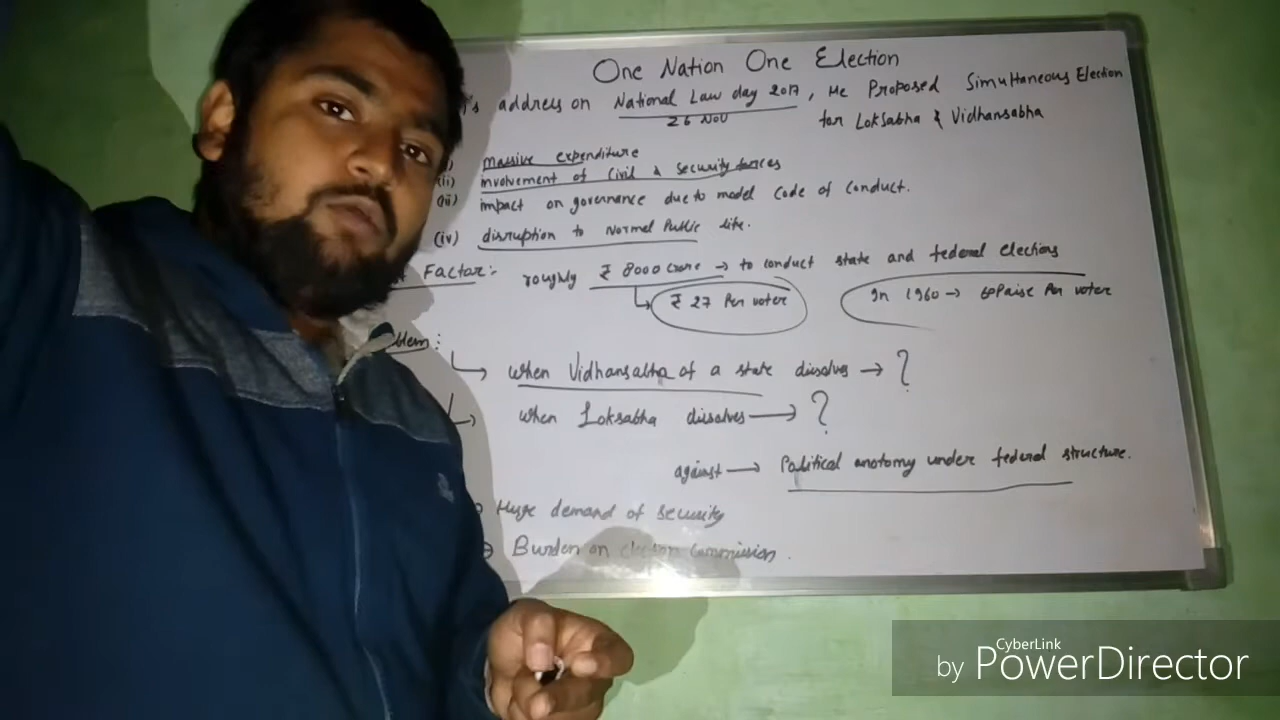 One Nation One Election
's address on National Law day 2017, He Proposed Simultaneous Election
26 Nov for Loksabha & Vidhansabha
massive expenditure
(ii) involvement of Civil & security forces
(iii) impact on governance due to model Code of Conduct.
(iv) disruption to Normal Public life.
Factor:- roughly ₹ 8000 crore → to conduct state and federal elections
↳ ₹ 27 Per voter In 1960 → Paise Per voter
blem:
↳ when Vidhansabha of a state dissolves → ?
↳ when Loksabha dissolves → ?
against → Political anotomy under federal structure.
Huge demand of security
Burden on election Commission.
CyberLink
by PowerDirector